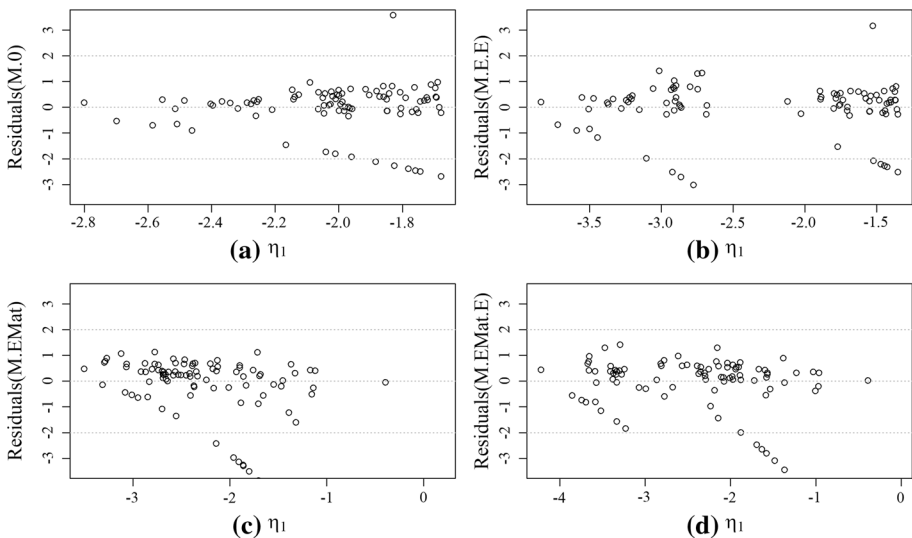 Residuals(M.0)
3
2
1
0
-1
-2
-3
-2.8 -2.6 -2.4 -2.2 -2.0 -1.8
(a) η1
Residuals(M.E.E)
3
2
1
0
-1
-2
-3
-3.5 -3.0 -2.5 -2.0 -1.5
(b) η1
Residuals(M.EMat)
3
2
1
0
-1
-2
-3
-3 -2 -1 0
(c) η1
Residuals(M.EMat.E)
3
2
1
0
-1
-2
-3
-4 -3 -2 -1 0
(d) η1